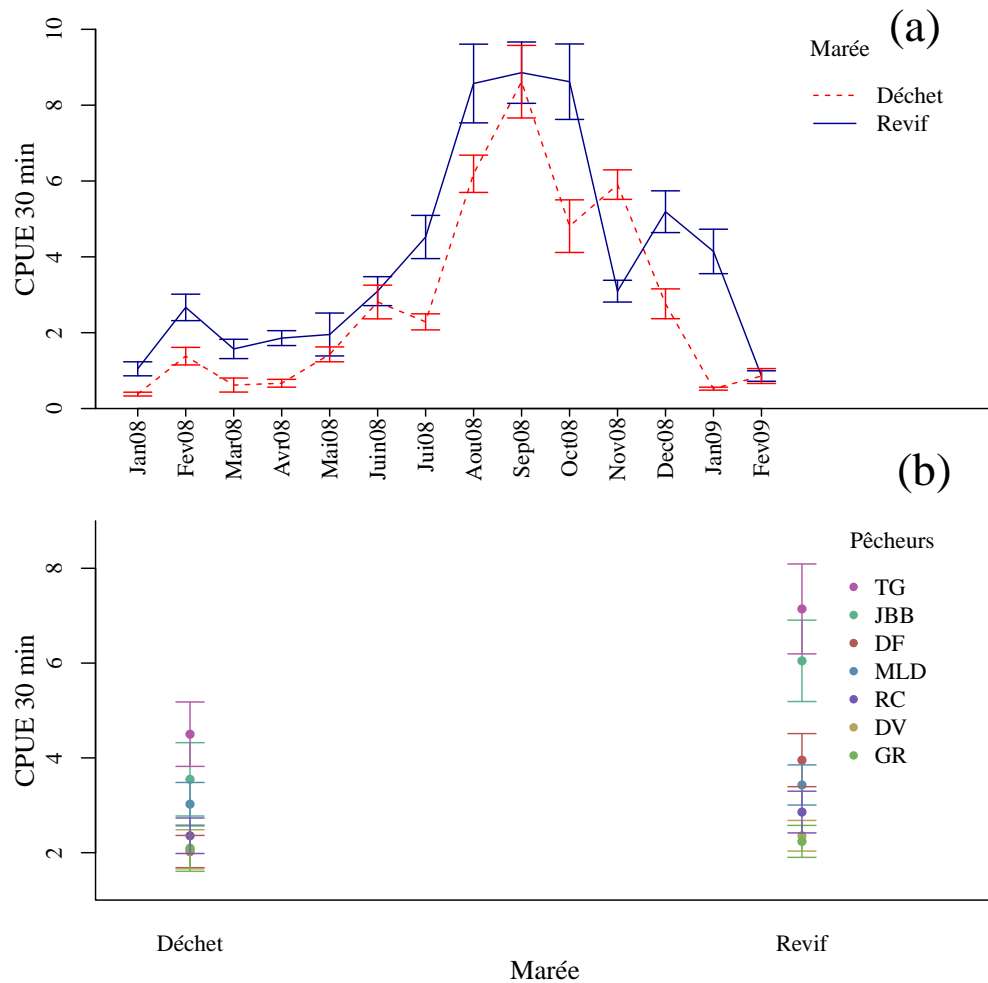 (a)
CPUE 30 min
10
8
6
4
2
0
Marée
Déchet
Revif
Jan08
Fev08
Mar08
Avr08
Mai08
Juin08
Jui08
Aou08
Sep08
Oct08
Nov08
Dec08
Jan09
Fev09
(b)
CPUE 30 min
8
6
4
2
Pêcheurs
TG
JBB
DF
MLD
RC
DV
GR
Déchet
Revif
Marée